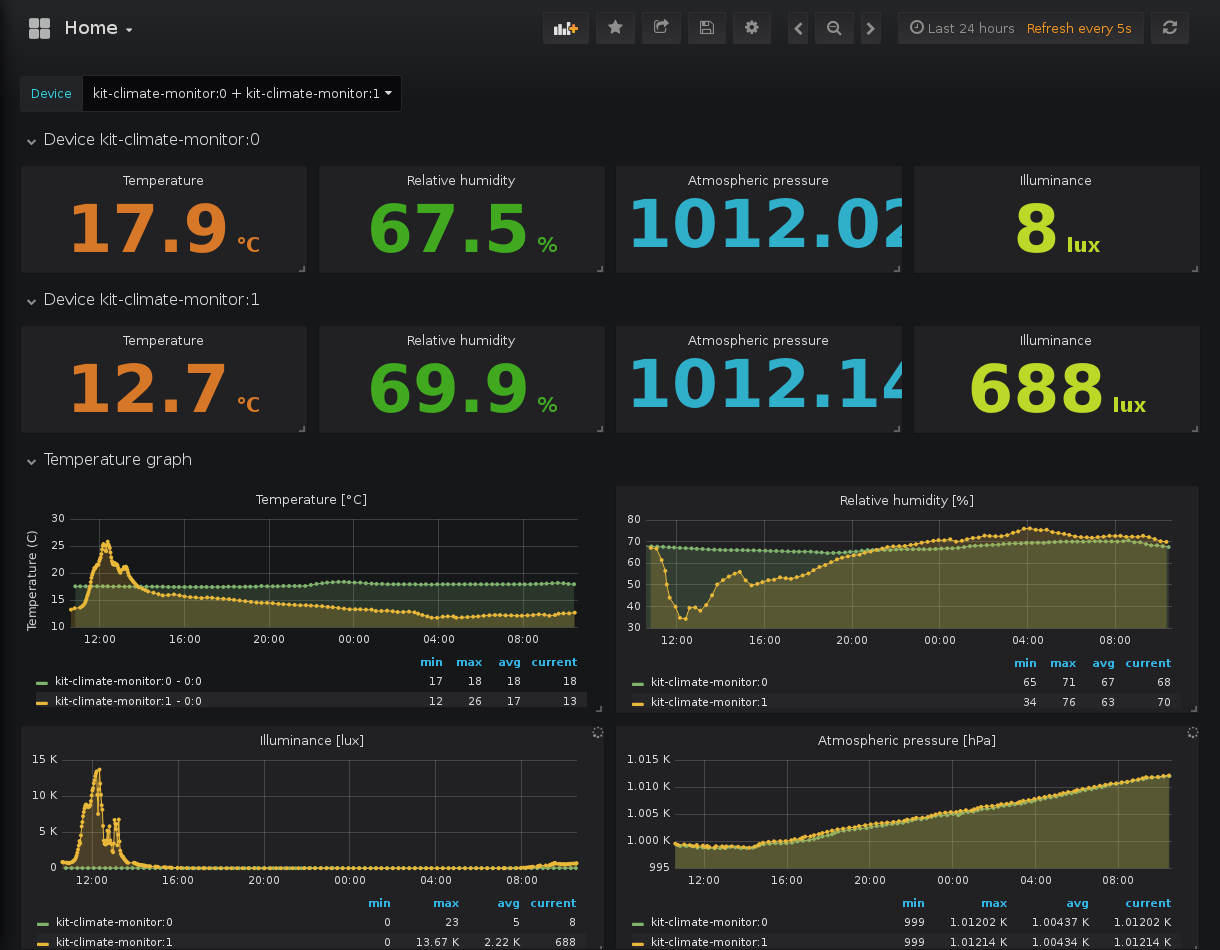 Home
Last 24 hours Refresh every 5s
Device kit-climate-monitor:0 + kit-climate-monitor:1
Device kit-climate-monitor:0
Temperature Relative humidity Atmospheric pressure Illuminance
17.9 °C 67.5 % 1012.02 8 lux
Device kit-climate-monitor:1
Temperature Relative humidity Atmospheric pressure Illuminance
12.7 °C 69.9 % 1012.14 688 lux
Temperature graph
Temperature [°C]
Temperature (C)
30
25
20
15
10
12:00 16:00 20:00 00:00 04:00 08:00
min max avg current
kit-climate-monitor:0 - 0:0 17 18 18 18
kit-climate-monitor:1 - 0:0 12 26 17 13
Relative humidity [%]
80
70
60
50
40
30
12:00 16:00 20:00 00:00 04:00 08:00
min max avg current
kit-climate-monitor:0 65 71 67 68
kit-climate-monitor:1 34 76 63 70
Illuminance [lux]
15 K
10 K
5 K
0
12:00 16:00 20:00 00:00 04:00 08:00
min max avg current
kit-climate-monitor:0 0 23 5 8
kit-climate-monitor:1 0 13.67 K 2.22 K 688
Atmospheric pressure [hPa]
1.015 K
1.010 K
1.005 K
1.000 K
995
12:00 16:00 20:00 00:00 04:00 08:00
min max avg current
kit-climate-monitor:0 999 1.01202 K 1.00437 K 1.01202 K
kit-climate-monitor:1 999 1.01214 K 1.00434 K 1.01214 K